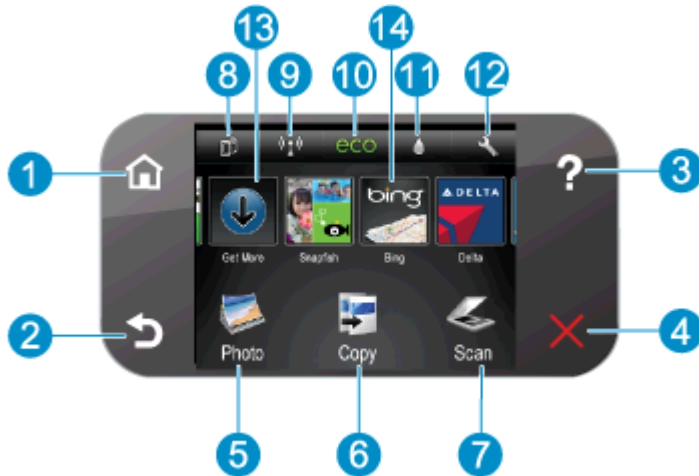 13 14
8 9 10 11 12
eco
1 ? 3
bing DELTA
Get More Snapfish Bing Delta
2 4
Photo Copy Scan
5 6 7